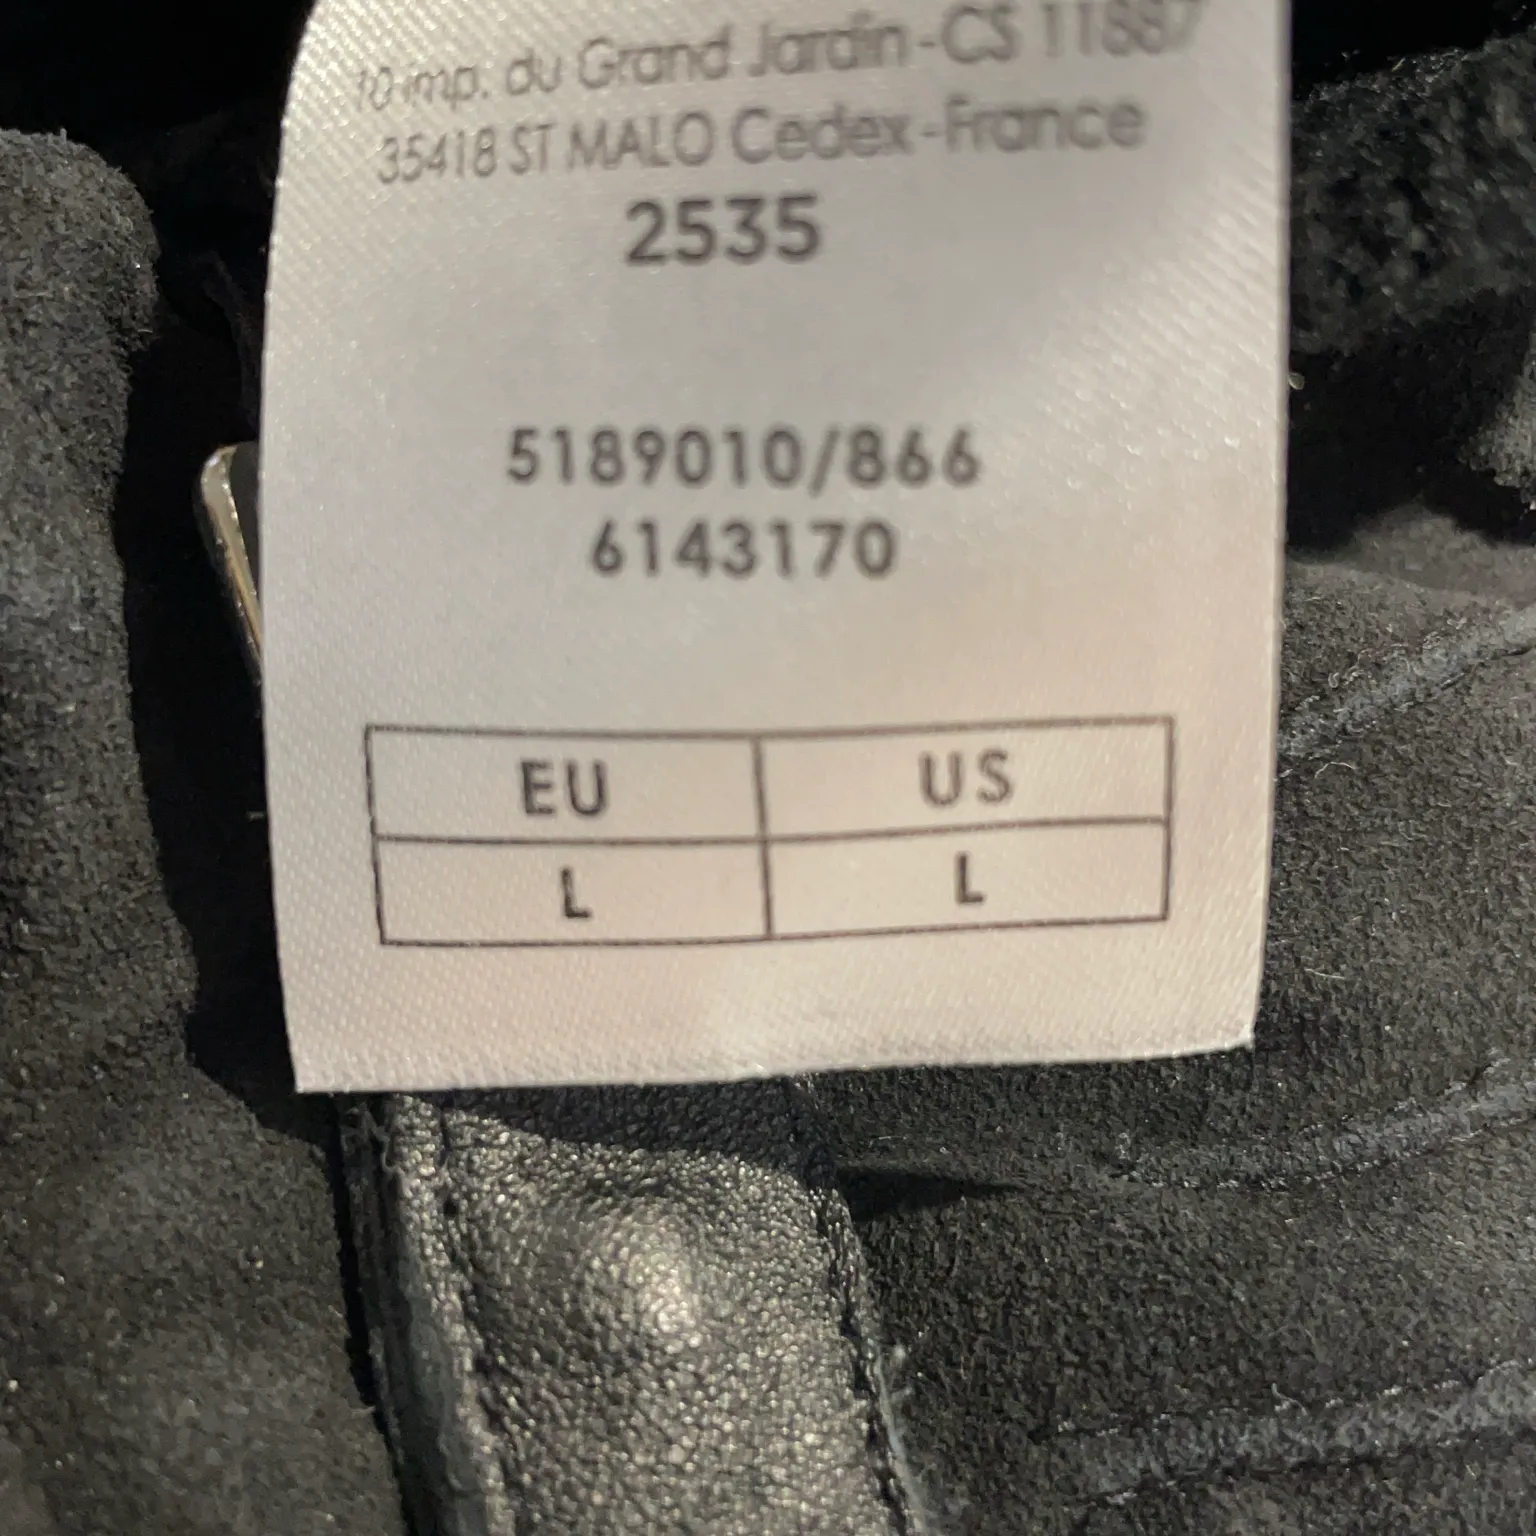 10 imp. du Grand Jardin - CS 11887
35418 ST MALO Cedex - France
2535
5189010/866
6143170
EU US
L L